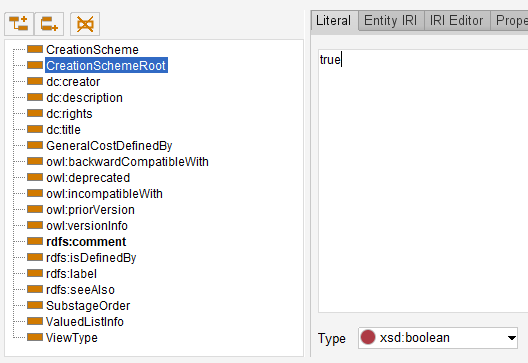 Literal Entity IRI IRI Editor Prope
CreationScheme
CreationSchemeRoot
dc:creator
dc:description
dc:rights
dc:title
GeneralCostDefinedBy
owl:backwardCompatibleWith
owl:deprecated
owl:incompatibleWith
owl:priorVersion
owl:versionInfo
rdfs:comment
rdfs:isDefinedBy
rdfs:label
rdfs:seeAlso
SubstageOrder
ValuedListInfo
ViewType
true
Type xsd:boolean